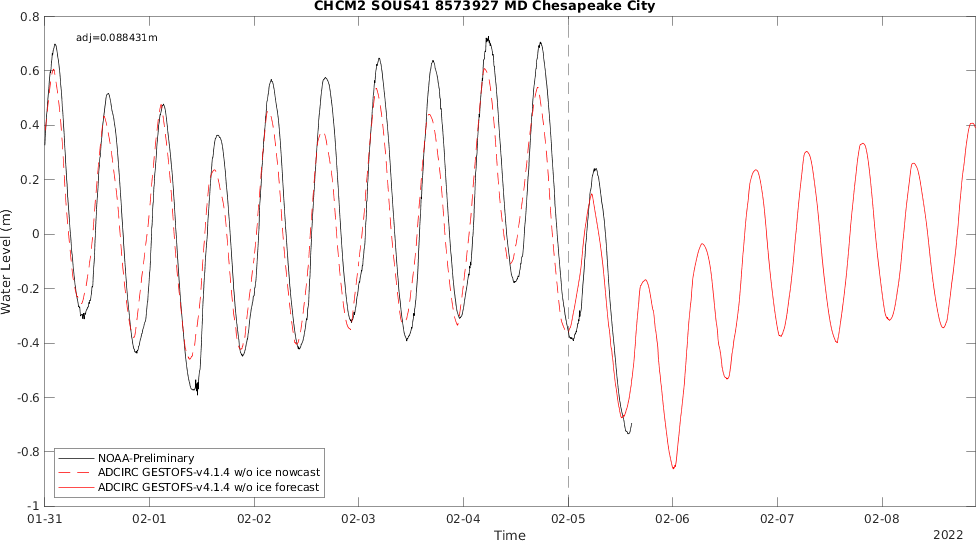 CHCM2 SOUS41 8573927 MD Chesapeake City
adj=0.088431m
0.8
0.6
0.4
0.2
0
-0.2
-0.4
-0.6
-0.8
-1
Water Level (m)
NOAA-Preliminary
ADCIRC GESTOFS-v4.1.4 w/o ice nowcast
ADCIRC GESTOFS-v4.1.4 w/o ice forecast
01-31 02-01 02-02 02-03 02-04 02-05 02-06 02-07 02-08
Time
2022